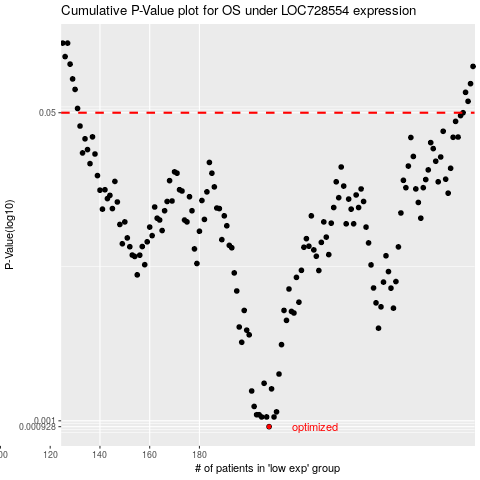 Cumulative P-Value plot for OS under LOC728554 expression
P-Value(log10)
0.05
0.001
0.000928
optimized
00 120 140 160 180
# of patients in 'low exp' group